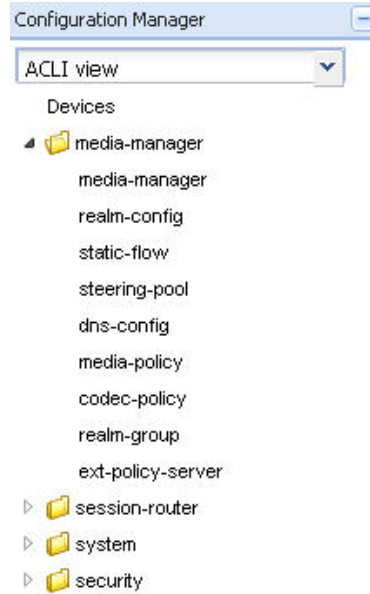 Configuration Manager
ACLI view
Devices
media-manager
media-manager
realm-config
static-flow
steering-pool
dns-config
media-policy
codec-policy
realm-group
ext-policy-server
session-router
system
security